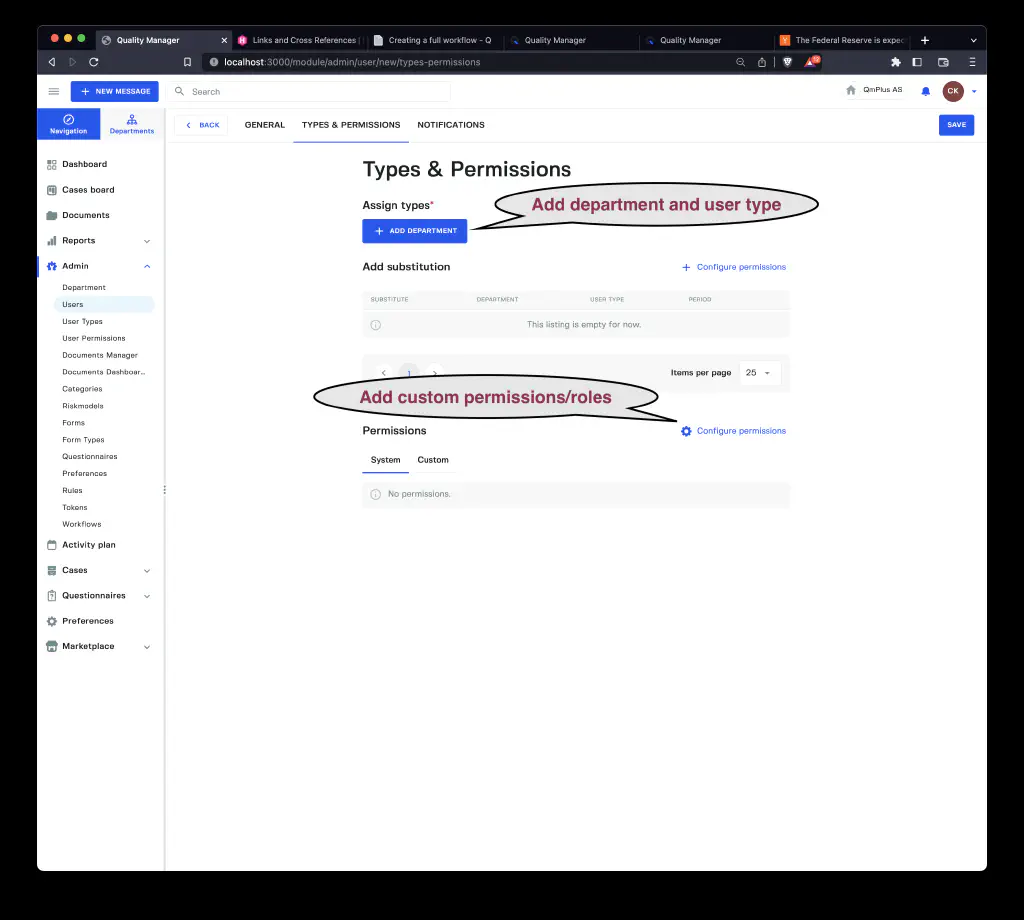 Quality Manager
Links and Cross References |
Creating a full workflow - Q
Quality Manager
Quality Manager
The Federal Reserve is expec
localhost:3000/module/admin/user/new/types-permissions
NEW MESSAGE
Search
QmPlus AS
CK
Navigation
Departments
BACK
GENERAL
TYPES & PERMISSIONS
NOTIFICATIONS
SAVE
Dashboard
Cases board
Documents
Reports
Admin
Department
Users
User Types
User Permissions
Documents Manager
Documents Dashboar...
Categories
Riskmodels
Forms
Form Types
Questionnaires
Preferences
Rules
Tokens
Workflows
Activity plan
Cases
Questionnaires
Preferences
Marketplace
Types & Permissions
Assign types*
Add department and user type
ADD DEPARTMENT
Add substitution
Configure permissions
SUBSTITUTE DEPARTMENT USER TYPE PERIOD
This listing is empty for now.
1
Items per page 25
Add custom permissions/roles
Permissions
Configure permissions
System Custom
No permissions.